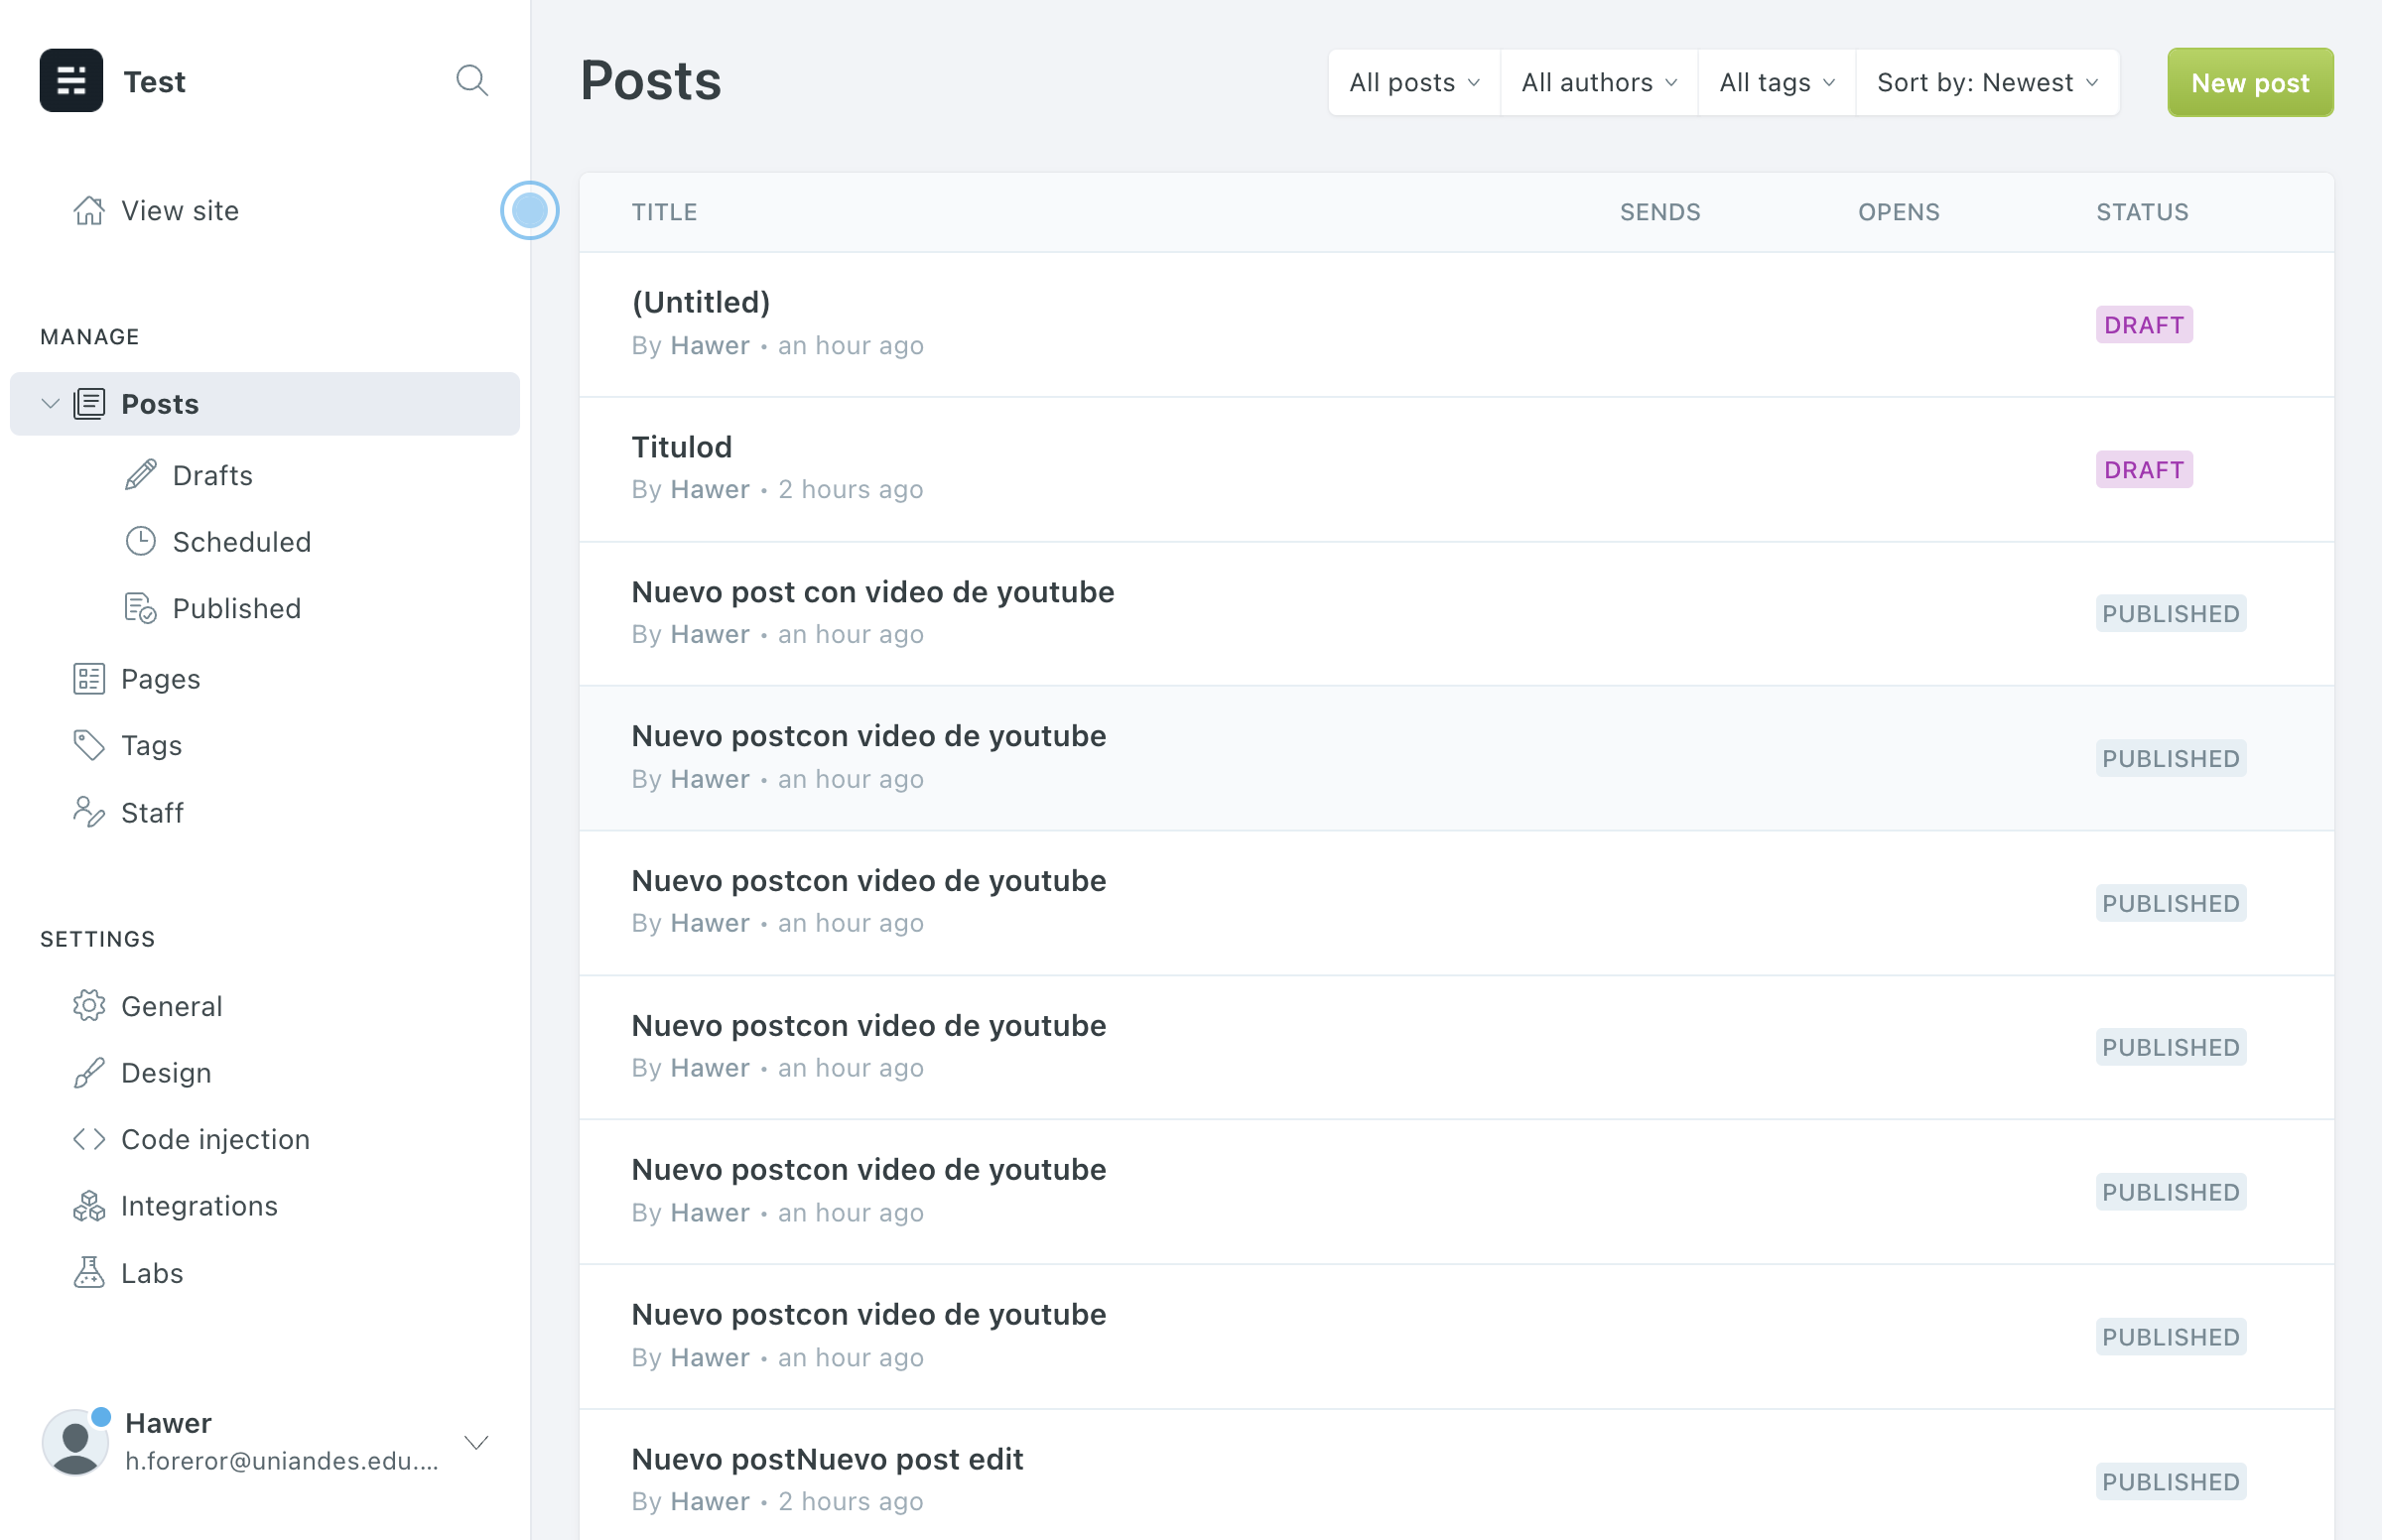 Test
View site
MANAGE
Posts
Drafts
Scheduled
Published
Pages
Tags
Staff
SETTINGS
General
Design
Code injection
Integrations
Labs
Hawer
h.foreror@uniandes.edu....
Posts
All posts All authors All tags Sort by: Newest New post
TITLE SENDS OPENS STATUS
(Untitled)
By Hawer • an hour ago
DRAFT
Titulod
By Hawer • 2 hours ago
DRAFT
Nuevo post con video de youtube
By Hawer • an hour ago
PUBLISHED
Nuevo postcon video de youtube
By Hawer • an hour ago
PUBLISHED
Nuevo postcon video de youtube
By Hawer • an hour ago
PUBLISHED
Nuevo postcon video de youtube
By Hawer • an hour ago
PUBLISHED
Nuevo postcon video de youtube
By Hawer • an hour ago
PUBLISHED
Nuevo postcon video de youtube
By Hawer • an hour ago
PUBLISHED
Nuevo postNuevo post edit
By Hawer • 2 hours ago
PUBLISHED